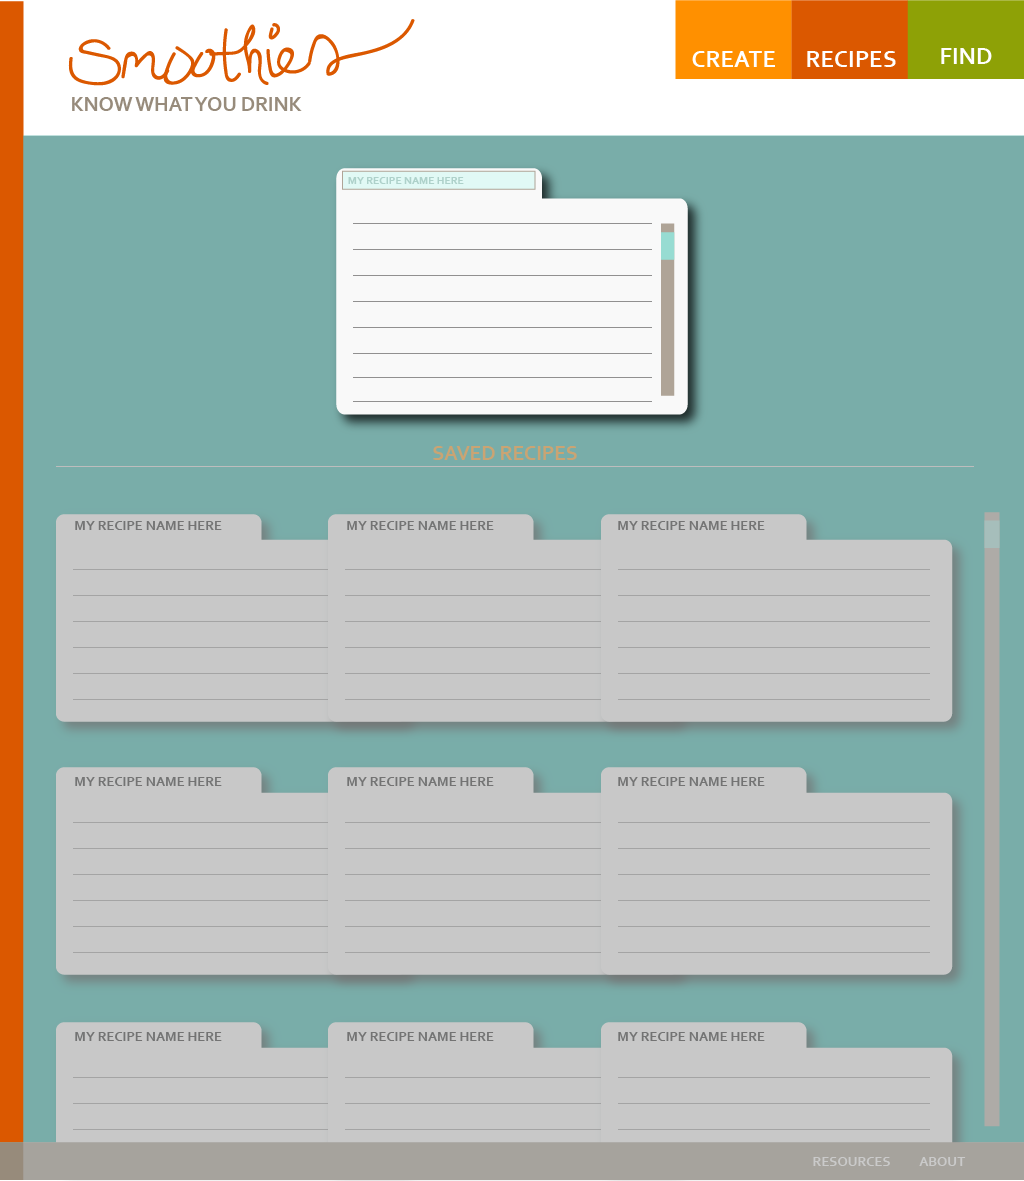 Smoothies
KNOW WHAT YOU DRINK
CREATE RECIPES FIND
MY RECIPE NAME HERE
SAVED RECIPES
MY RECIPE NAME HERE MY RECIPE NAME HERE MY RECIPE NAME HERE
MY RECIPE NAME HERE MY RECIPE NAME HERE MY RECIPE NAME HERE
MY RECIPE NAME HERE MY RECIPE NAME HERE MY RECIPE NAME HERE
RESOURCES ABOUT